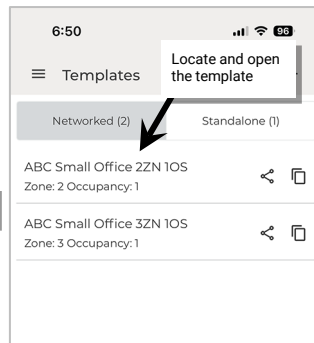 6:50
96
Locate and open
the template
Templates
Networked (2)
Standalone (1)
ABC Small Office 2ZN 1OS
Zone: 2 Occupancy: 1
ABC Small Office 3ZN 1OS
Zone: 3 Occupancy: 1